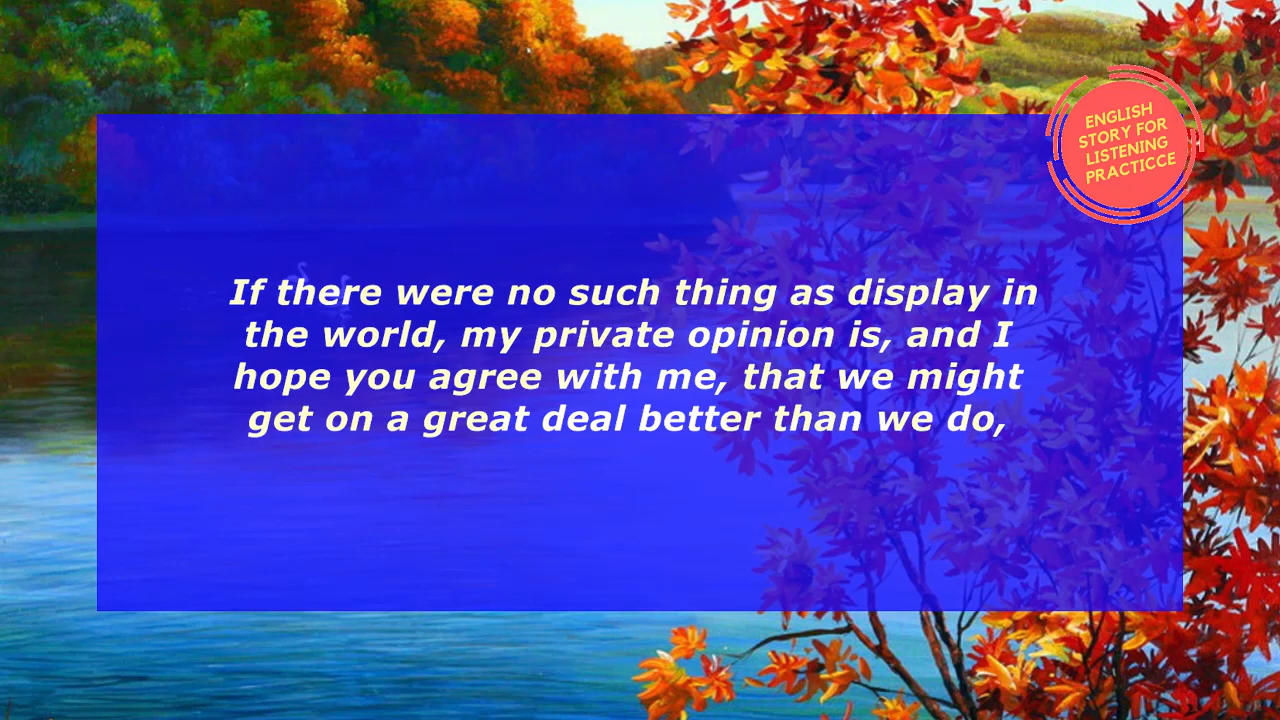 ENGLISH
STORY FOR
LISTENING
PRACTICCE
If there were no such thing as display in
the world, my private opinion is, and I
hope you agree with me, that we might
get on a great deal better than we do,